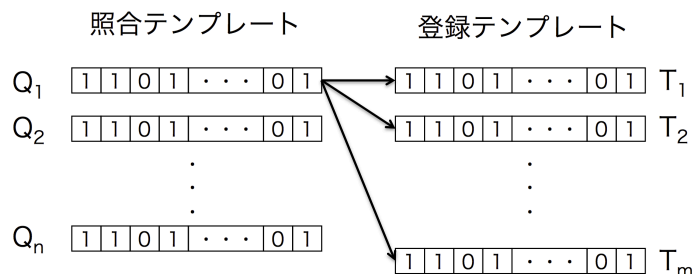 照合テンプレート 登録テンプレート
Q1 1 1 0 1 ・・・ 0 1 1 1 0 1 ・・・ 0 1 T1
Q2 1 1 0 1 ・・・ 0 1 1 1 0 1 ・・・ 0 1 T2
Qn 1 1 0 1 ・・・ 0 1
1 1 0 1 ・・・ 0 1 Tm